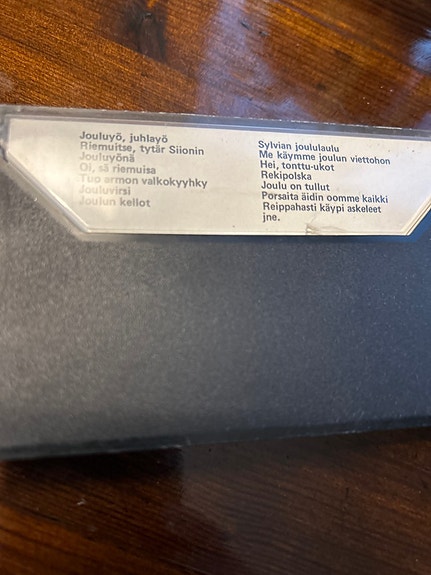 Jouluyö, juhlayö
Riemuitse, tytär Siionin
Jouluyönä
Oi, sä riemuisa
Tuo armon valkokyyhky
Jouluvirsi
Joulun kellot
Sylvian joululaulu
Me käymme joulun viettohon
Hei, tonttu-ukot
Rekipolska
Joulu on tullut
Porsaita äidin oomme kaikki
Reippahasti käypi askeleet
jne.